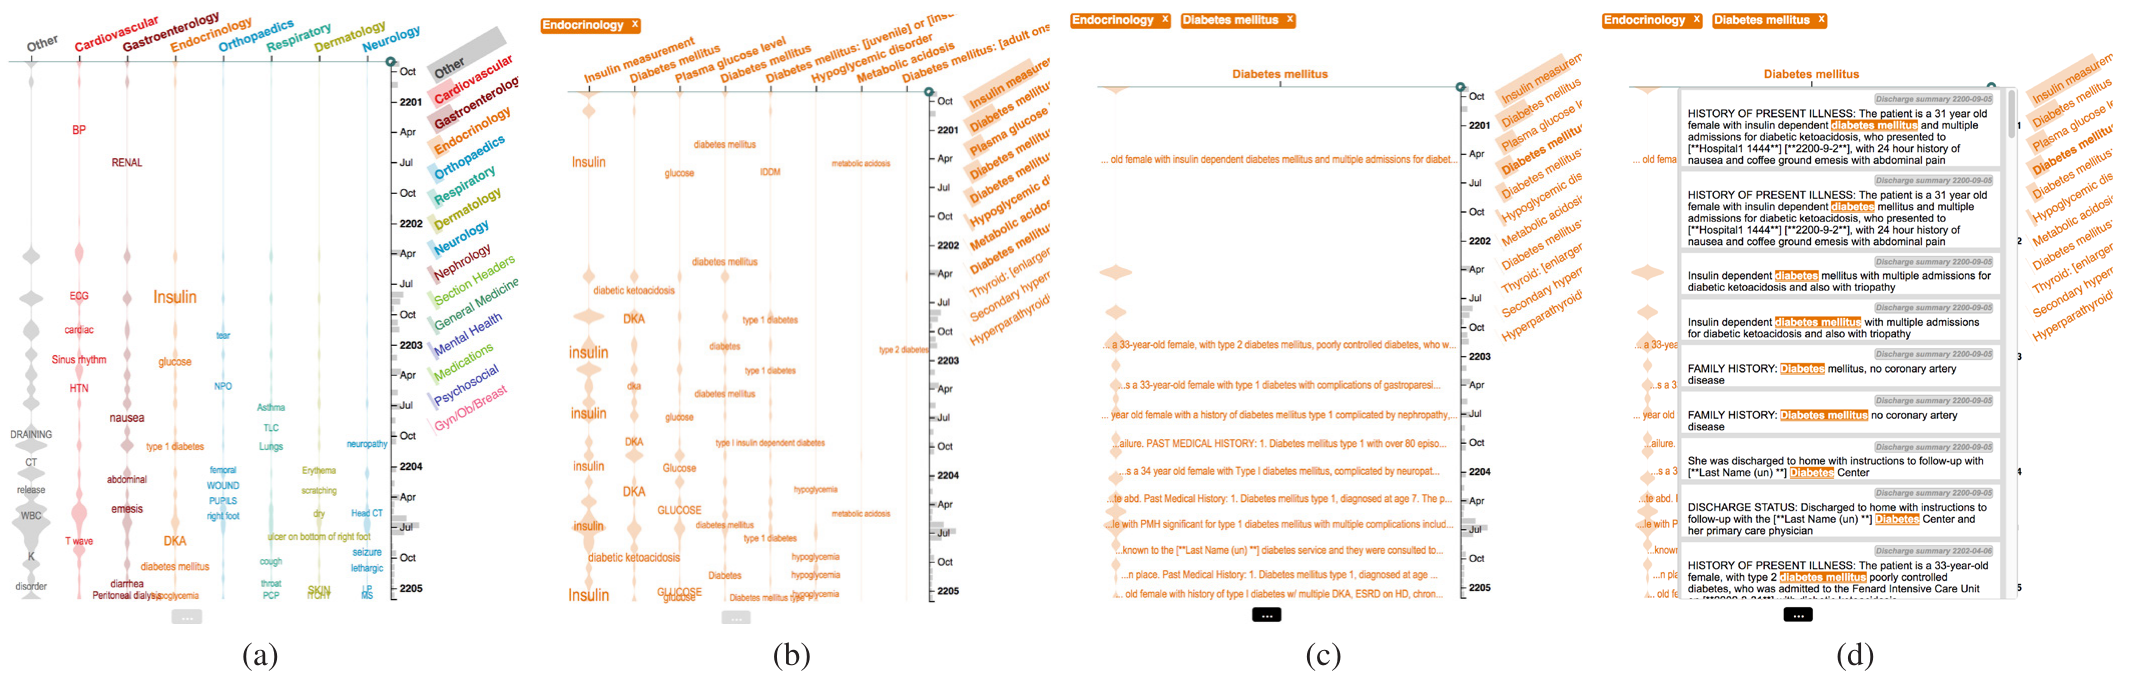 Other
Cardiovascular
Gastroenterology
Endocrinology
Orthopaedics
Respiratory
Dermatology
Neurology
Oct
2201
Apr
Jul
Oct
2202
Apr
Jul
Oct
2203
Apr
Jul
Oct
2204
Apr
Jul
Oct
2205
BP
RENAL
ECG
Insulin
cardiac
tear
Sinus rhythm
glucose
HTN
NPO
Asthma
nausea
TLC
DRAINING
type 1 diabetes
Lungs
neuropathy
CT
femoral
Erythema
abdominal
WOUND
release
scratching
PUPILS
emesis
WBC
right foot
dry
Head CT
T wave
DKA
ulcer on bottom of right foot
K
seizure
cough
diabetes mellitus
lethargic
disorder
diarrhea
throat
SKIN
LP
Peritoneal dialysis
PCP
ITCHY
MS
Other
Cardiovascular
Gastroenterolog
Endocrinology
Orthopaedics
Respiratory
Dermatology
Neurology
Nephrology
Section Headers
General Medicine
Mental Health
Medications
Psychosocial
Gyn/Ob/Breast
...
(a)
Endocrinology x
Insulin measurement
Diabetes mellitus
Plasma glucose level
Diabetes mellitus
Diabetes mellitus: [juvenile] or [ins
Hypoglycemic disorder
Metabolic acidosis
Diabetes mellitus: [adult ons
Oct
2201
Apr
Jul
Oct
2202
Apr
Jul
Oct
2203
Apr
Jul
Oct
2204
Apr
Jul
Oct
2205
diabetes mellitus
Insulin
metabolic acidosis
glucose
IDDM
diabetes mellitus
diabetic ketoacidosis
DKA
type 1 diabetes
insulin
diabetes
type 2 diabetes
type 1 diabetes
dka
diabetes mellitus
insulin
glucose
DKA
type I insulin dependent diabetes
insulin
Glucose
DKA
hypoglycemia
GLUCOSE
metabolic acidosis
insulin
diabetes mellitus
type 1 diabetes
diabetic ketoacidosis
hypoglycemia
Diabetes
hypoglycemia
Insulin
GLUCOSE
glucose
Diabetes mellitus type
hypoglycemia
Insulin measure
Diabetes mellitu
Plasma glucose
Diabetes mellitu
Diabetes mellitu
Hypoglycemic d
Metabolic acidos
Diabetes mellitu
Thyroid: [enlarge
Secondary hyper
Hyperparathyroid
...
(b)
Endocrinology x
Diabetes mellitus x
Diabetes mellitus
Oct
2201
Apr
Jul
Oct
2202
Apr
Jul
Oct
2203
Apr
Jul
Oct
2204
Apr
Jul
Oct
2205
... old female with insulin dependent diabetes mellitus and multiple admissions for diabet...
... a 33-year-old female, with type 2 diabetes mellitus, poorly controlled diabetes, who w...
...s a 33-year-old female with type 1 diabetes with complications of gastroparesi...
... year old female with a history of diabetes mellitus type 1 complicated by nephropathy,...
...ailure. PAST MEDICAL HISTORY: 1. Diabetes mellitus type 1 with over 80 episo...
...s a 34 year old female with Type I diabetes mellitus, complicated by neuropat...
...te abd. Past Medical History: 1. Diabetes mellitus type 1, diagnosed at age 7. The p...
...le with PMH significant for type 1 diabetes mellitus with multiple complications includ...
...known to the [**Last Name (un) **] diabetes service and they were consulted to...
...n place. Past Medical History: 1. Diabetes mellitus type 1, diagnosed at age ...
... old female with history of type I diabetes w/ multiple DKA, ESRD on HD, chron...
Insulin measurem
Diabetes mellitus
Plasma glucose le
Diabetes mellitus
Diabetes mellitus:
Hypoglycemic dis
Metabolic acidosi
Diabetes mellitus:
Thyroid: [enlarge
Secondary hyper
Hyperparathyroidi
...
(c)
Endocrinology x
Diabetes mellitus x
Diabetes mellitus
Discharge summary 2200-09-05
HISTORY OF PRESENT ILLNESS: The patient is a 31 year old
female with insulin dependent diabetes mellitus and multiple
admissions for diabetic ketoacidosis, who presented to
[**Hospital1 1444**] [**2200-9-2**], with 24 hour history of
nausea and coffee ground emesis with abdominal pain
Discharge summary 2200-09-05
HISTORY OF PRESENT ILLNESS: The patient is a 31 year old
female with insulin dependent diabetes mellitus and multiple
admissions for diabetic ketoacidosis, who presented to
[**Hospital1 1444**] [**2200-9-2**], with 24 hour history of
nausea and coffee ground emesis with abdominal pain
Discharge summary 2200-09-05
Insulin dependent diabetes mellitus with multiple admissions for
diabetic ketoacidosis and also with triopathy
Discharge summary 2200-09-05
Insulin dependent diabetes mellitus with multiple admissions
for diabetic ketoacidosis and also with triopathy
Discharge summary 2200-09-05
FAMILY HISTORY: Diabetes mellitus, no coronary artery
disease
Discharge summary 2200-09-05
FAMILY HISTORY: Diabetes mellitus no coronary artery
disease
Discharge summary 2200-09-05
She was discharged to home with instructions to follow-up with
[**Last Name (un) **] Diabetes Center
Discharge summary 2200-09-05
DISCHARGE STATUS: Discharged to home with instructions to
follow-up with the [**Last Name (un) **] Diabetes Center and
her primary care physician
Discharge summary 2202-04-06
HISTORY OF PRESENT ILLNESS: The patient is a 33-year-old
female, with type 2 diabetes mellitus poorly controlled
diabetes, who was admitted to the Fenard Intensive Care Unit
... old fema
... a 33-yea
...s a 3
year old
...ailure.
...s a 3
...te abd. I
...le with P
...known
...n pla
... old fe
Insulin measurem
Diabetes mellitus
Plasma glucose le
Diabetes mellitus
Diabetes mellitus:
Hypoglycemic dis
Metabolic acidosi
Diabetes mellitus:
Thyroid: [enlarge
Secondary hyper
Hyperparathyroidi
...
(d)